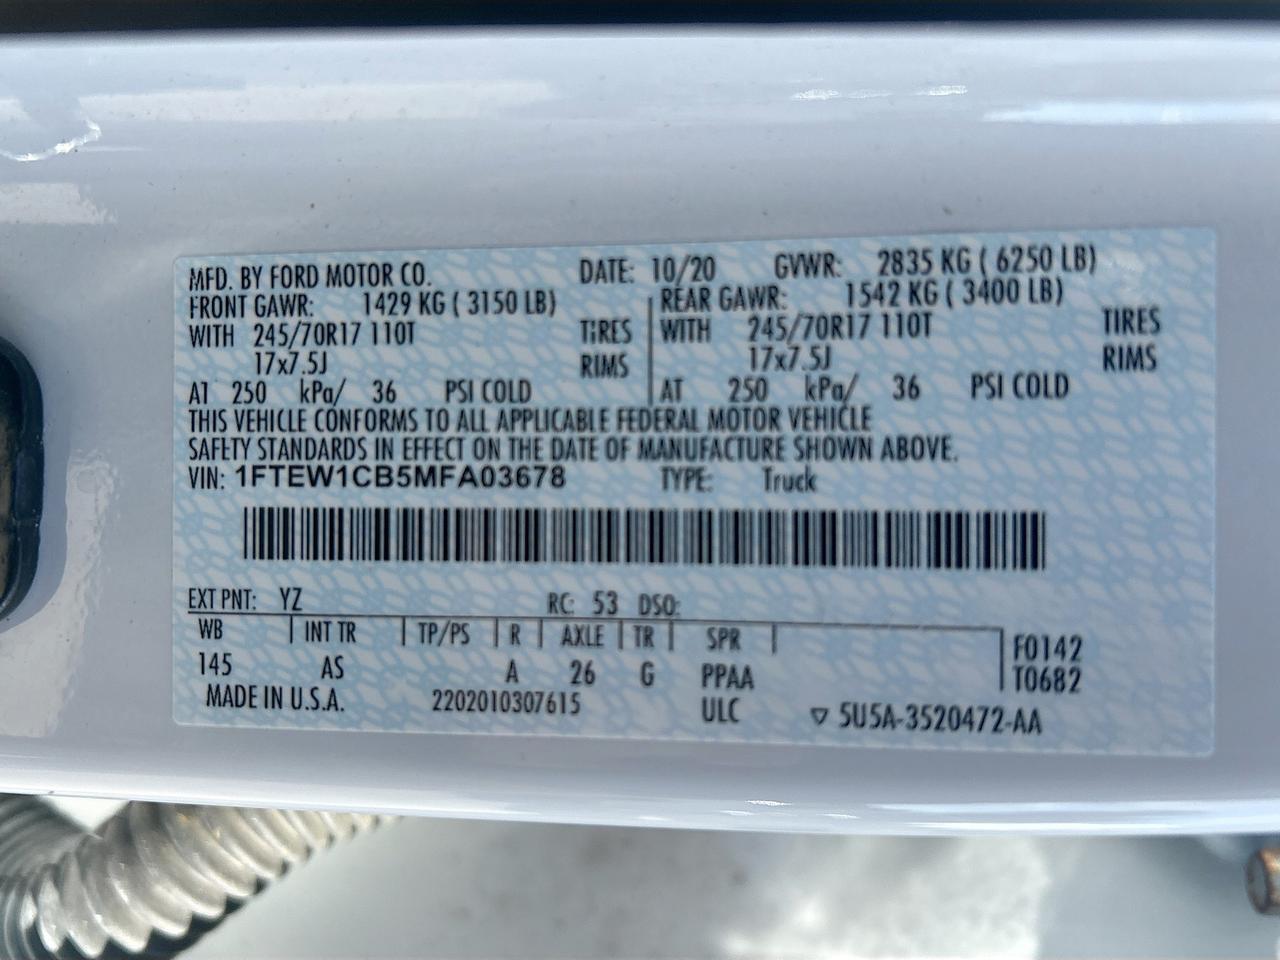 MFD. BY FORD MOTOR CO. DATE: 10/20 GVWR: 2835 KG ( 6250 LB)
FRONT GAWR: 1429 KG ( 3150 LB) REAR GAWR: 1542 KG ( 3400 LB)
WITH 245/70R17 110T TIRES WITH 245/70R17 110T TIRES
17x7.5J RIMS 17x7.5J RIMS
AT 250 kPa/ 36 PSI COLD AT 250 kPa/ 36 PSI COLD
THIS VEHICLE CONFORMS TO ALL APPLICABLE FEDERAL MOTOR VEHICLE
SAFETY STANDARDS IN EFFECT ON THE DATE OF MANUFACTURE SHOWN ABOVE.
VIN: 1FTEW1CB5MFA03678 TYPE: Truck
EXT PNT: YZ RC: 53 DSO:
WB INT TR TP/PS R AXLE TR SPR F0142
145 AS A 26 G PPAA T0682
MADE IN U.S.A. 2202010307615 ULC ▽ 5U5A-3520472-AA